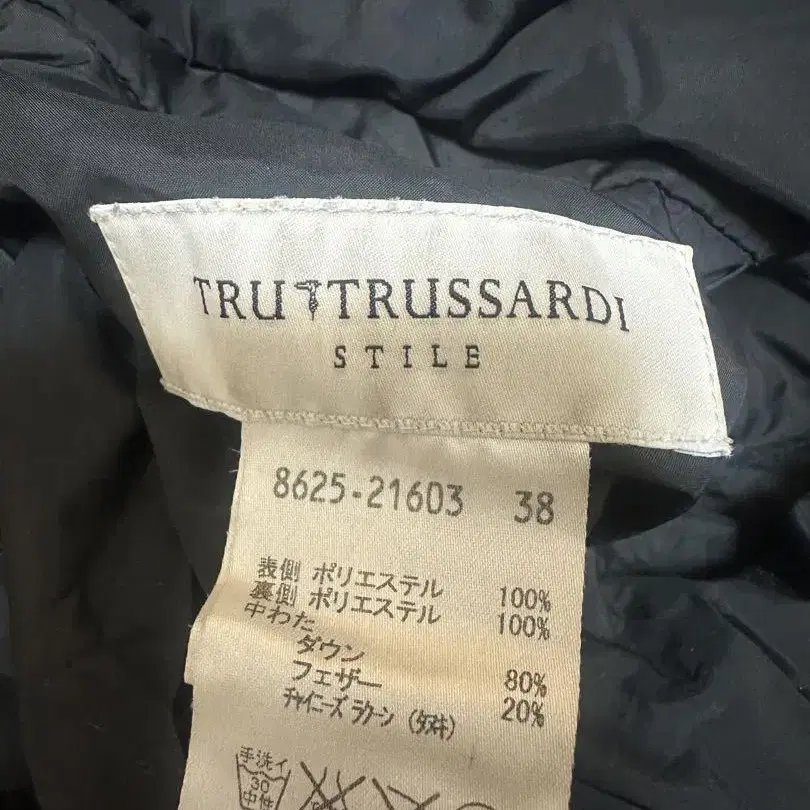 TRUTRUSSARDI
STILE
8625-21603 38
表側 ポリエステル 100%
裏側 ポリエステル 100%
中わた
ダウン 80%
フェザー 20%
チャイニーズラクーン (タヌキ)
手洗イ
30
中性